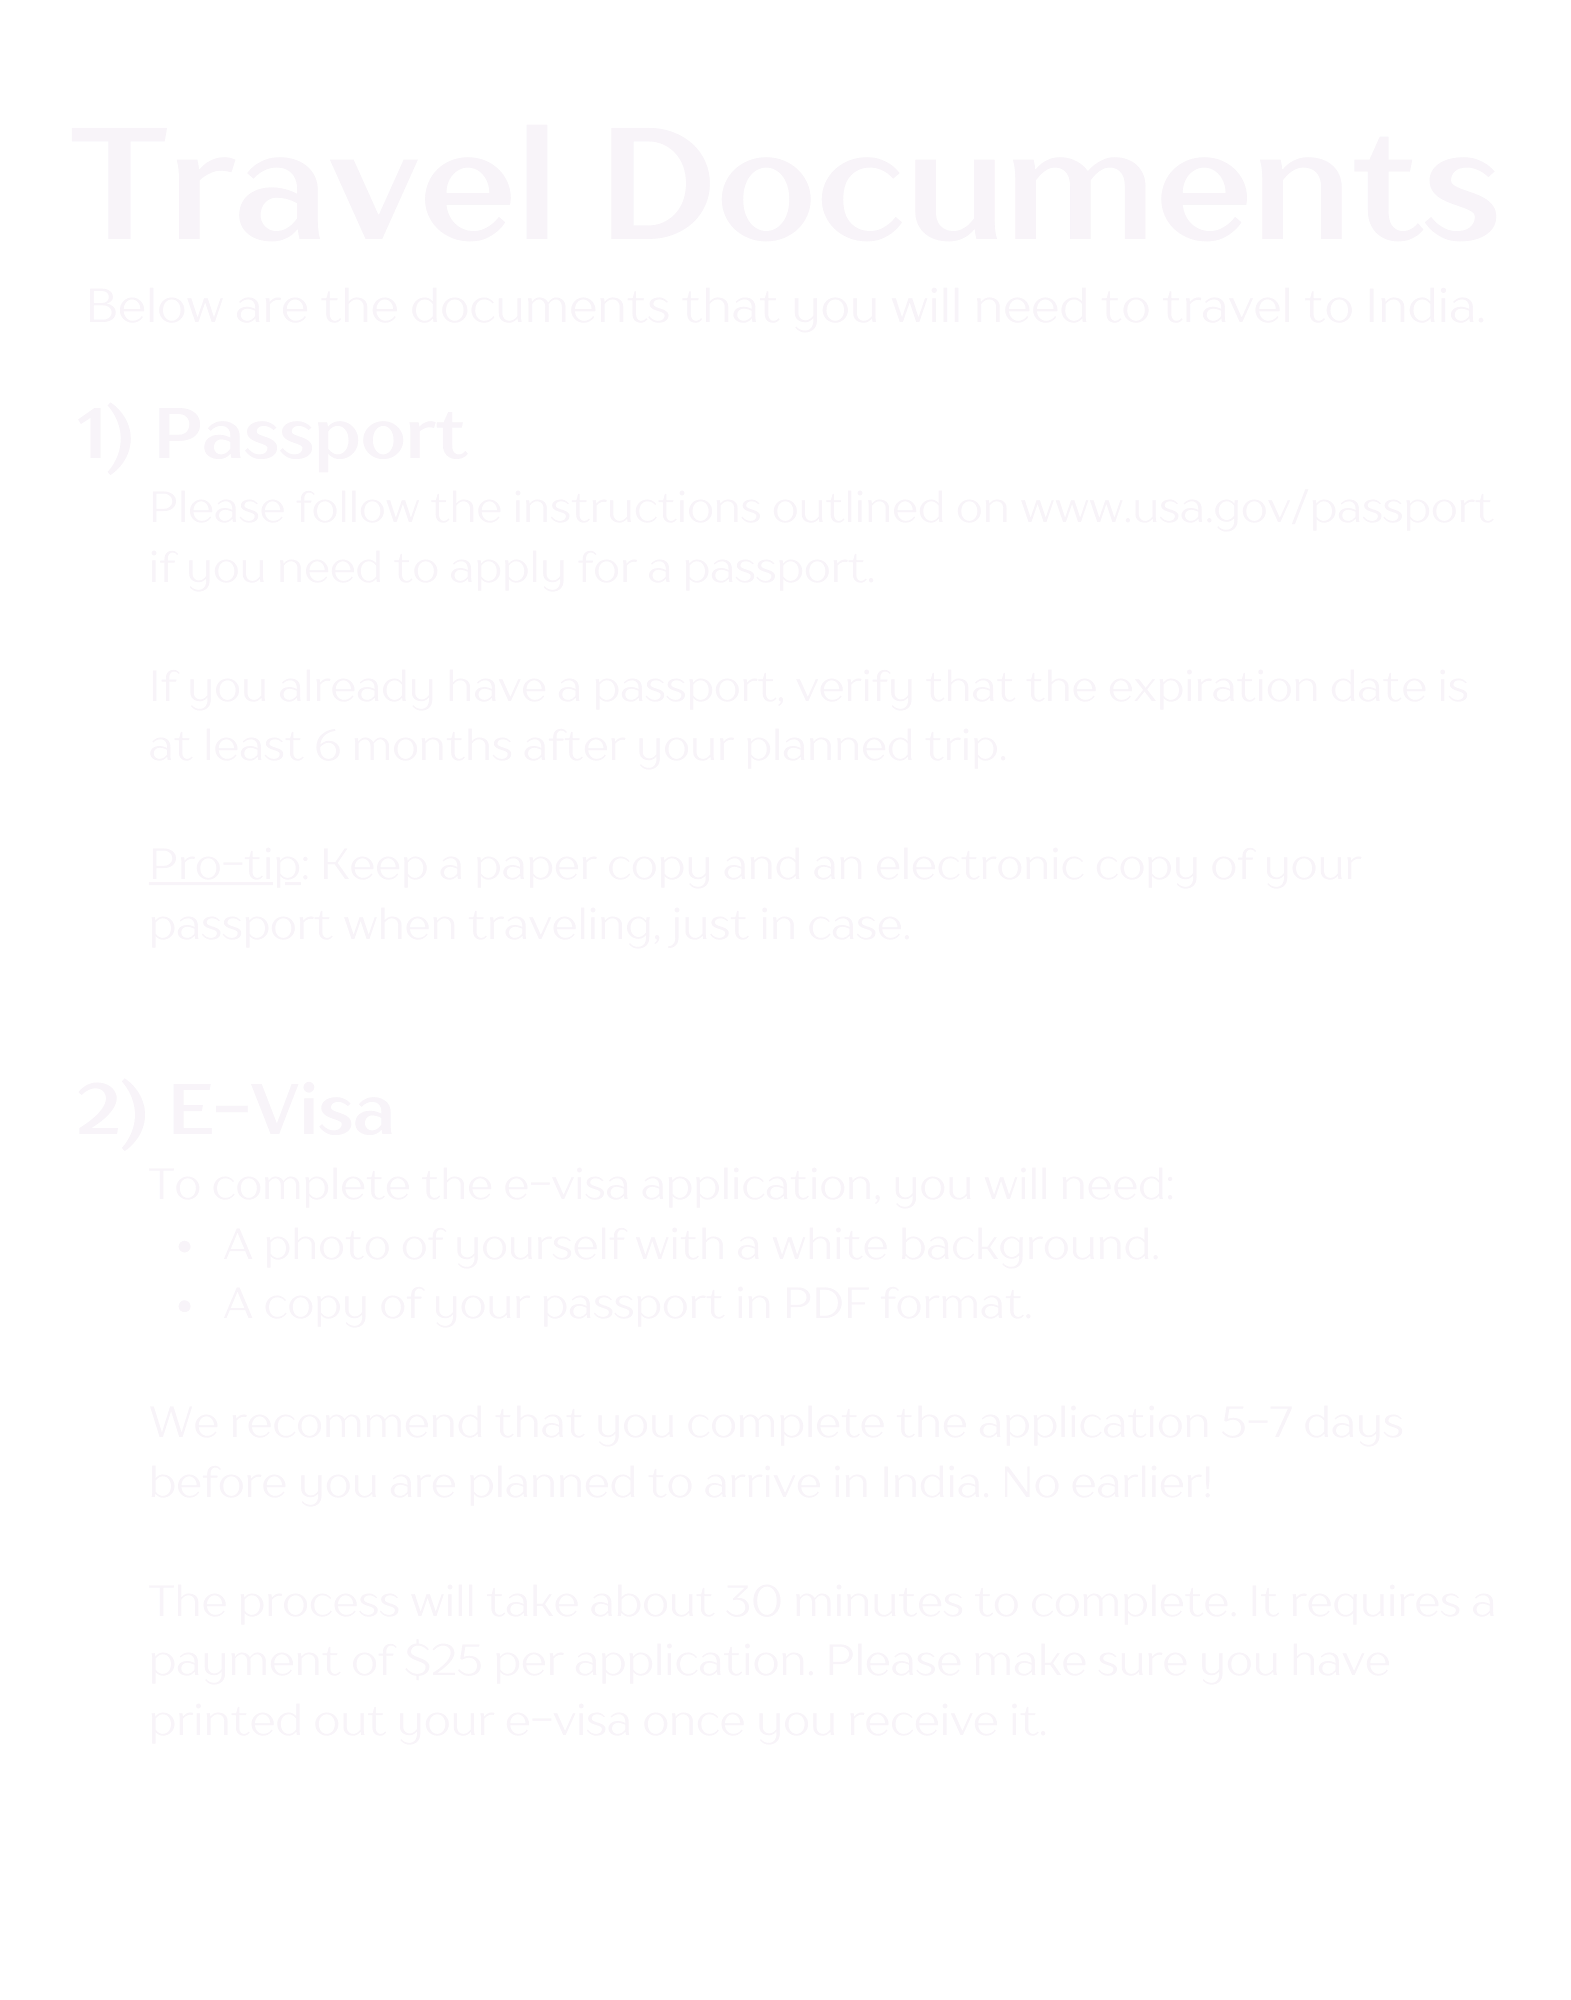 Travel Documents
Below are the documents that you will need to travel to India.
1) Passport
Please follow the instructions outlined on www.usa.gov/passport
if you need to apply for a passport.
If you already have a passport, verify that the expiration date is
at least 6 months after your planned trip.
Pro-tip: Keep a paper copy and an electronic copy of your
passport when traveling, just in case.
2) E-Visa
To complete the e-visa application, you will need:
• A photo of yourself with a white background.
• A copy of your passport in PDF format.
We recommend that you complete the application 5-7 days
before you are planned to arrive in India. No earlier!
The process will take about 30 minutes to complete. It requires a
payment of $25 per application. Please make sure you have
printed out your e-visa once you receive it.